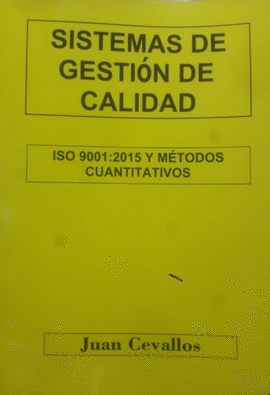 SISTEMAS DE
GESTIÓN DE
CALIDAD
ISO 9001:2015 Y MÉTODOS
CUANTITATIVOS
Juan Cevallos